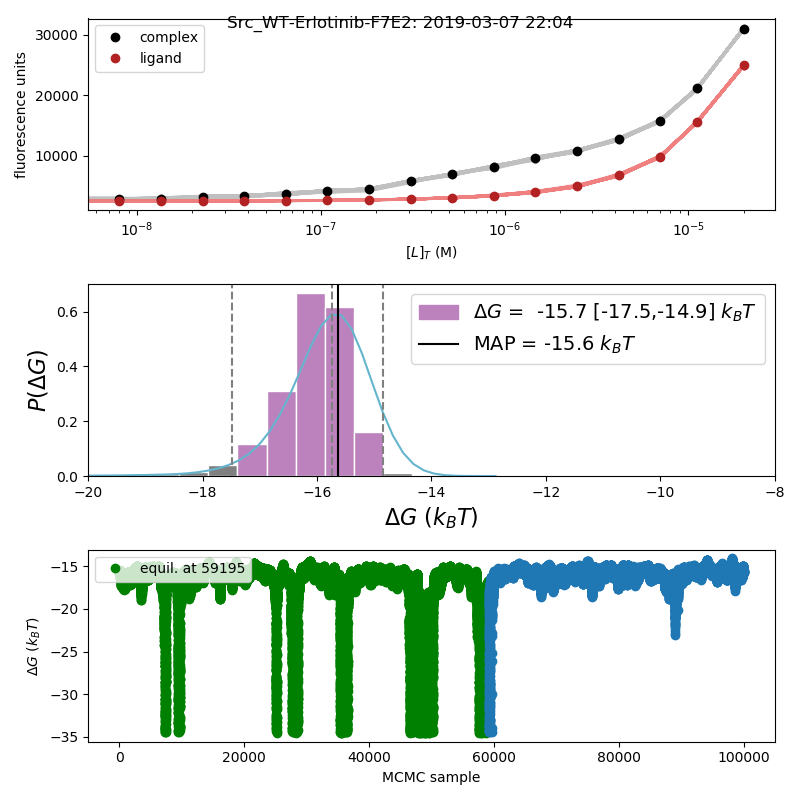 Src_WT-Erlotinib-F7E2: 2019-03-07 22:04
complex
ligand
fluorescence units
30000
20000
10000
10⁻⁸
10⁻⁷
10⁻⁶
10⁻⁵
[L]_T (M)
ΔG = -15.7 [-17.5,-14.9] k_BT
MAP = -15.6 k_BT
P(ΔG)
0.6
0.4
0.2
0.0
−20
−18
−16
−14
−12
−10
−8
ΔG (k_BT)
equil. at 59195
ΔG (k_BT)
−15
−20
−25
−30
−35
0
20000
40000
60000
80000
100000
MCMC sample